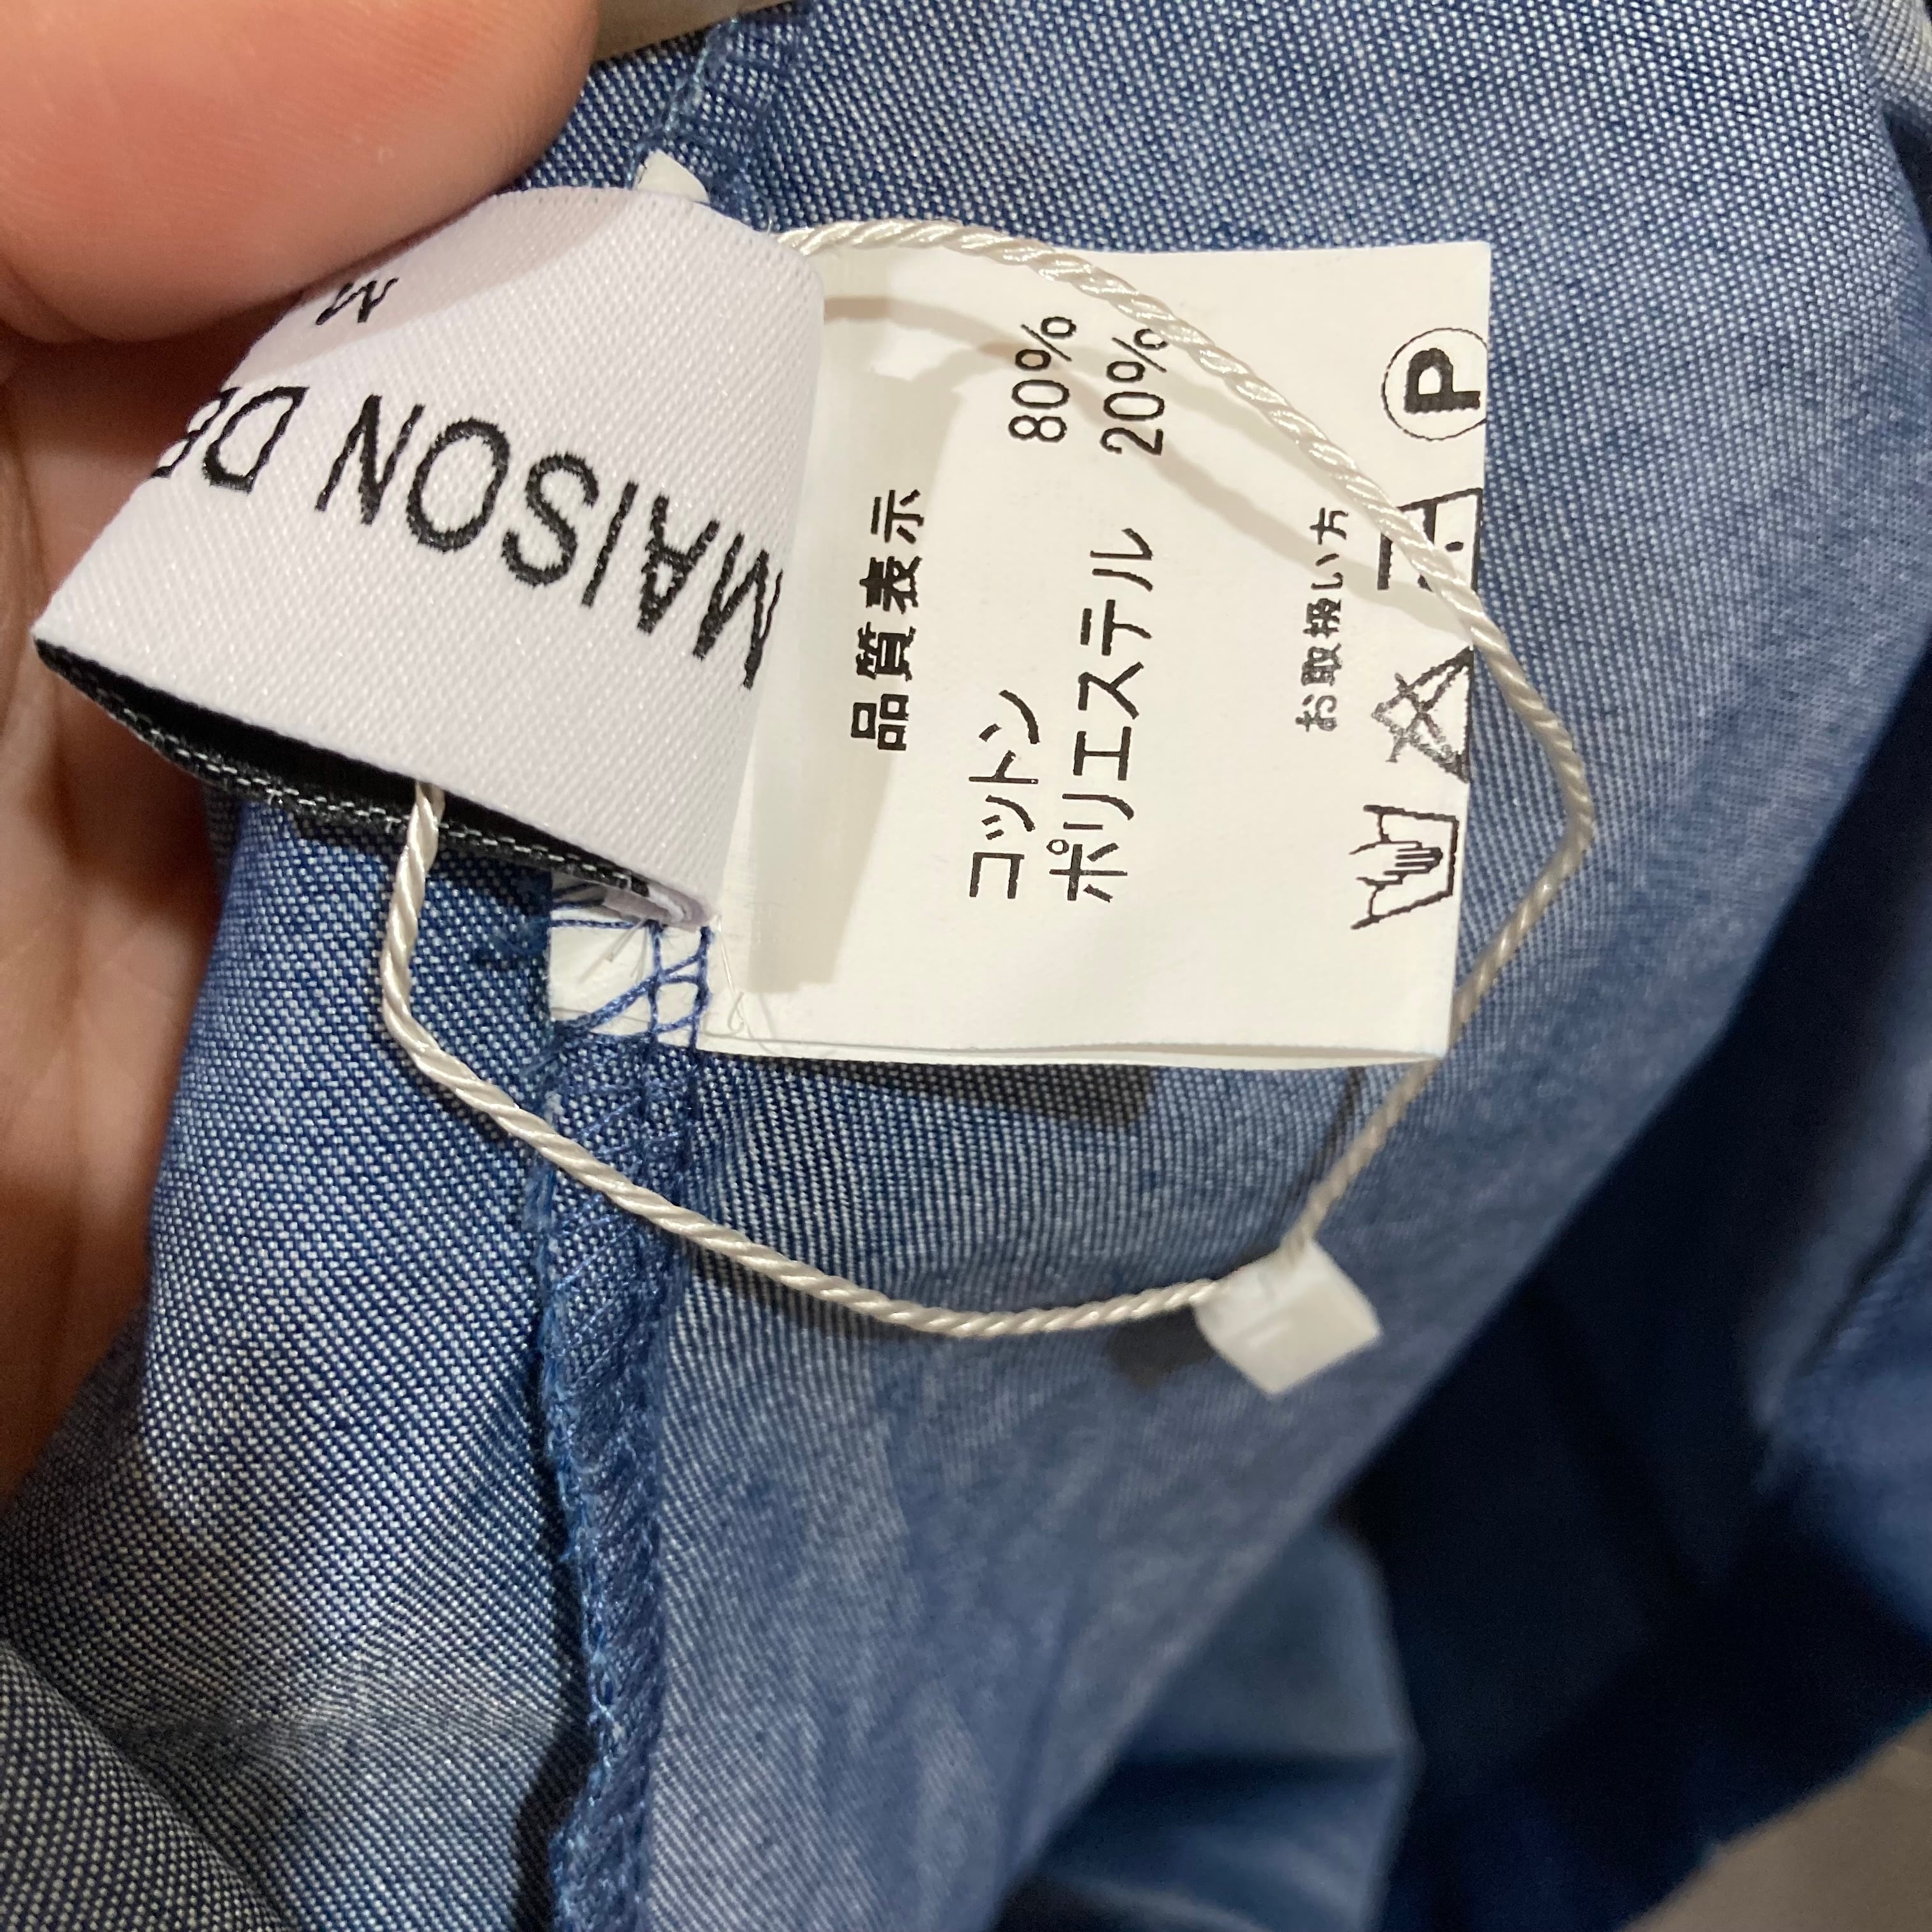 MAISON DE
M
品質表示
コットン 80%
ポリエステル 20%
お取扱い方
P